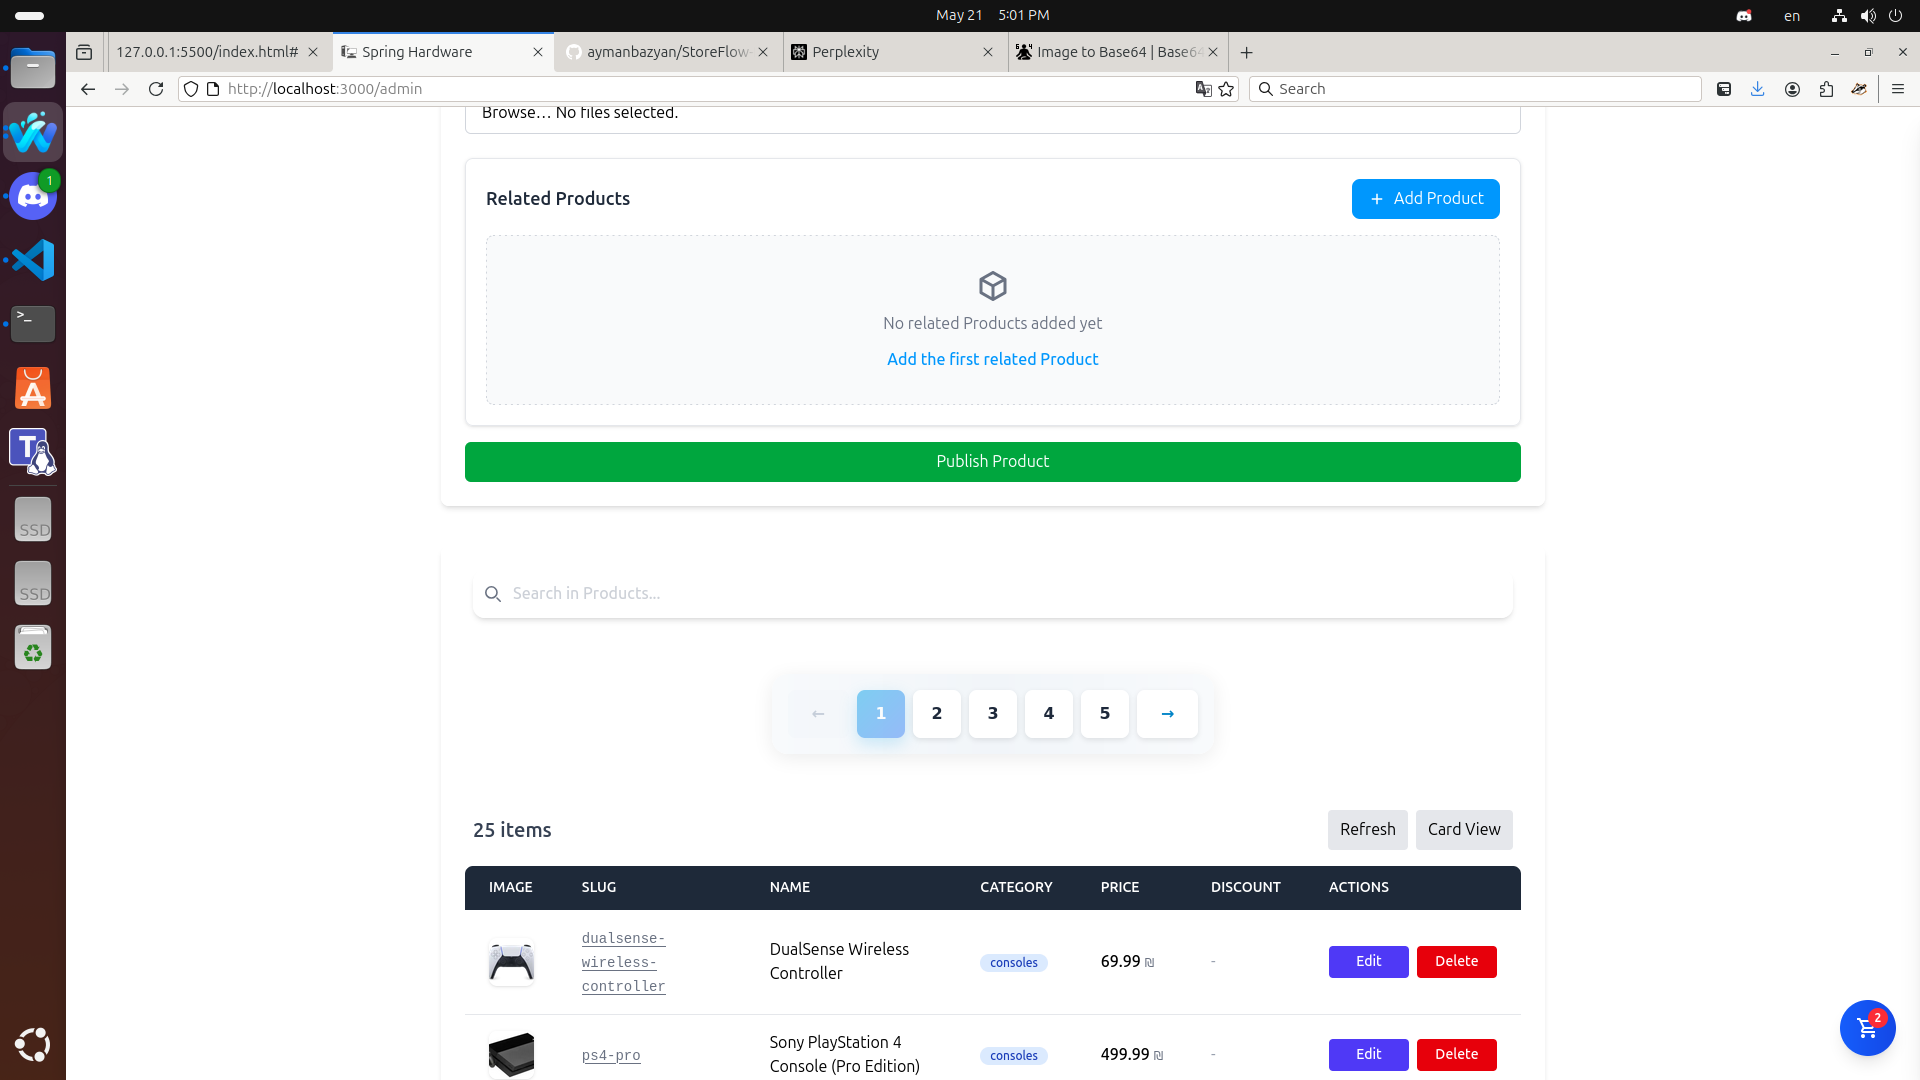 May 21 5:01 PM
en
127.0.0.1:5500/index.html#
Spring Hardware
aymanbazyan/StoreFlow-
Perplexity
Image to Base64 | Base64
http://localhost:3000/admin
Search
1
Browse… No files selected.
Related Products
+ Add Product
No related Products added yet
Add the first related Product
Publish Product
Search in Products...
← 1 2 3 4 5 →
25 items
Refresh
Card View
IMAGE SLUG NAME CATEGORY PRICE DISCOUNT ACTIONS
dualsense-
wireless-
controller
DualSense Wireless
Controller
consoles
69.99 ₪
-
Edit
Delete
ps4-pro
Sony PlayStation 4
Console (Pro Edition)
consoles
499.99 ₪
-
Edit
Delete
2
>_
A
T
SSD
SSD